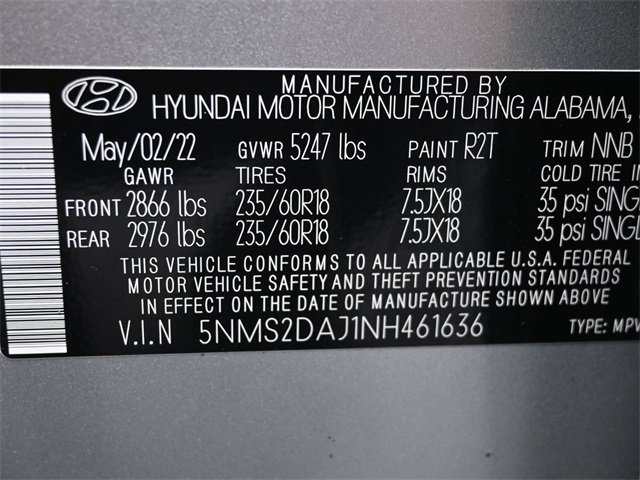 MANUFACTURED BY
HYUNDAI MOTOR MANUFACTURING ALABAMA,
May/02/22 GVWR 5247 lbs PAINT R2T TRIM NNB
GAWR TIRES RIMS COLD TIRE
FRONT 2866 lbs 235/60R18 7.5JX18 35 psi
REAR 2976 lbs 235/60R18 7.5JX18 35 psi
THIS VEHICLE CONFORMS TO ALL APPLICABLE U.S.A. FEDERAL
MOTOR VEHICLE SAFETY AND THEFT PREVENTION STANDARDS
IN EFFECT ON THE DATE OF MANUFACTURE SHOWN ABOVE
V.I.N 5NMS2DAJ1NH461636 TYPE: MPV